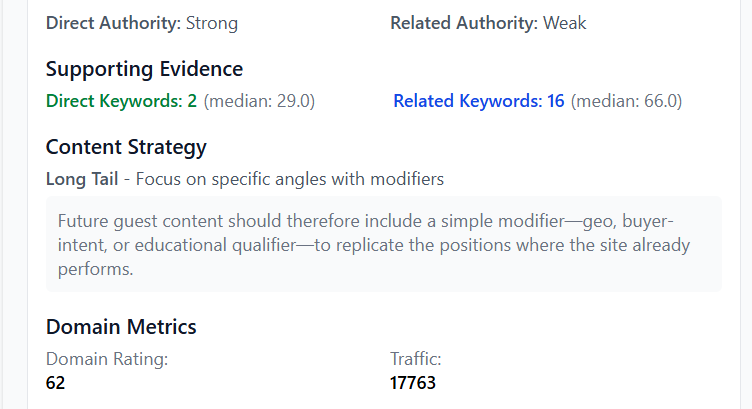 Direct Authority: Strong
Related Authority: Weak
Supporting Evidence
Direct Keywords: 2 (median: 29.0)
Related Keywords: 16 (median: 66.0)
Content Strategy
Long Tail - Focus on specific angles with modifiers
Future guest content should therefore include a simple modifier—geo, buyer-
intent, or educational qualifier—to replicate the positions where the site already
performs.
Domain Metrics
Domain Rating:
62
Traffic:
17763